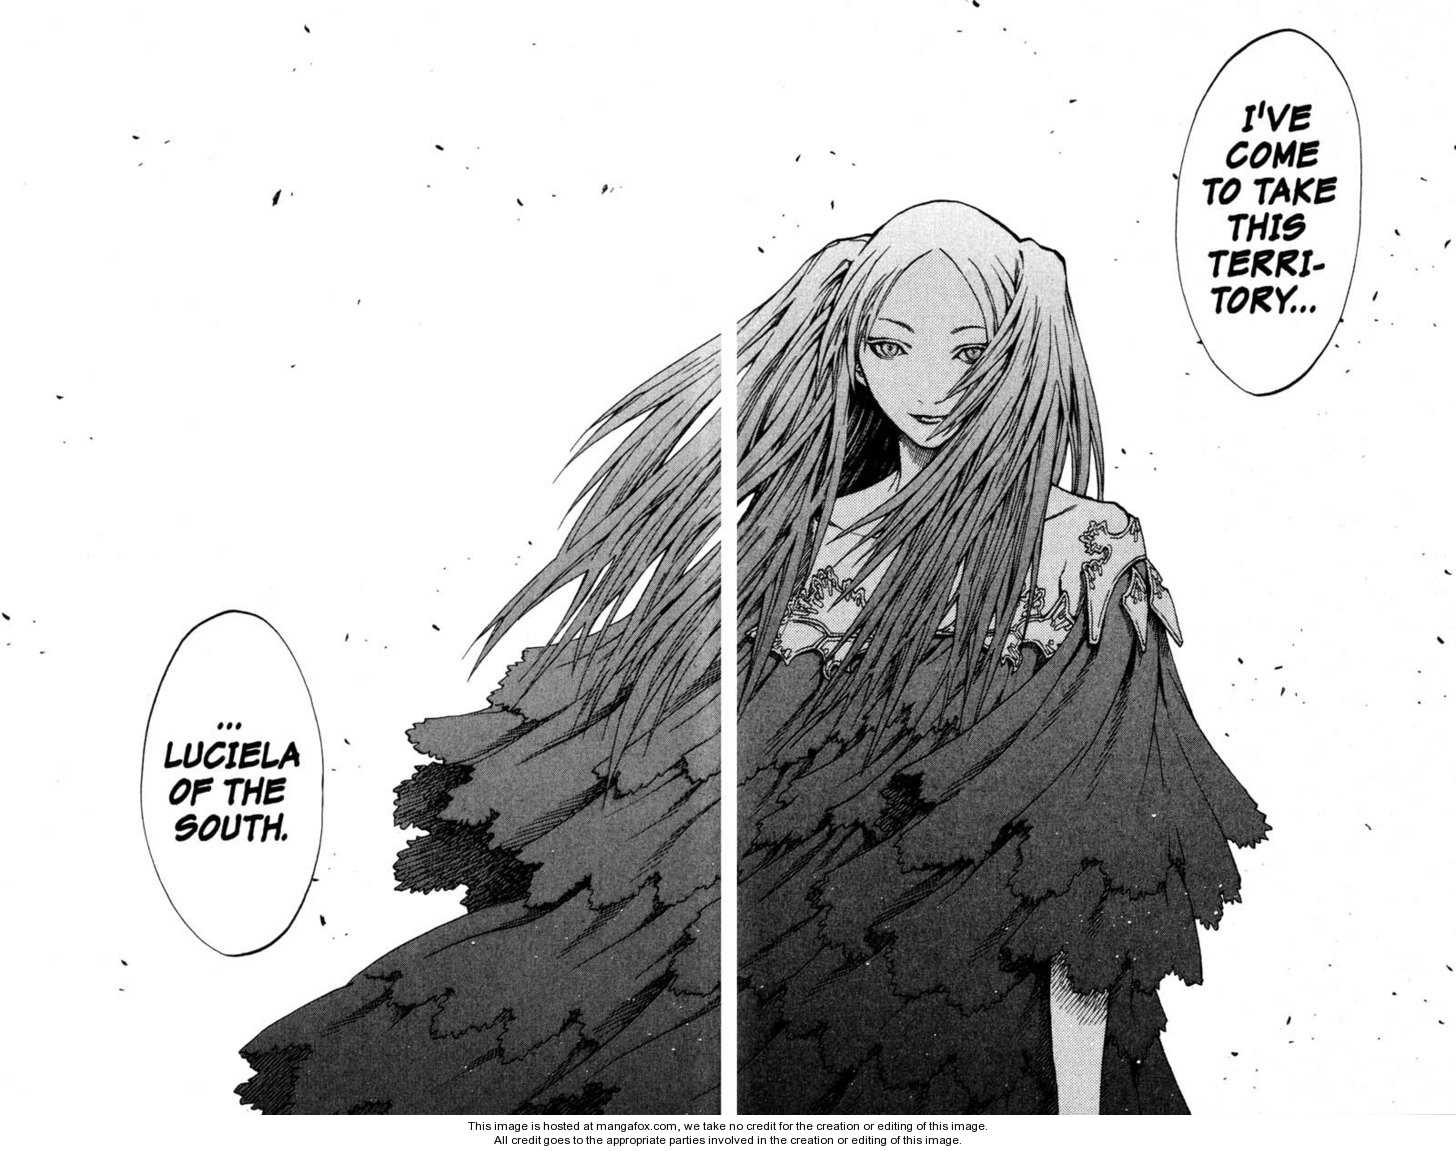 I'VE
COME
TO TAKE
THIS
TERRI-
TORY...
...
LUCIELA
OF THE
SOUTH.
This image is hosted at mangafox.com, we take no credit for the creation or editing of this image.
All credit goes to the appropriate parties involved in the creation or editing of this image.